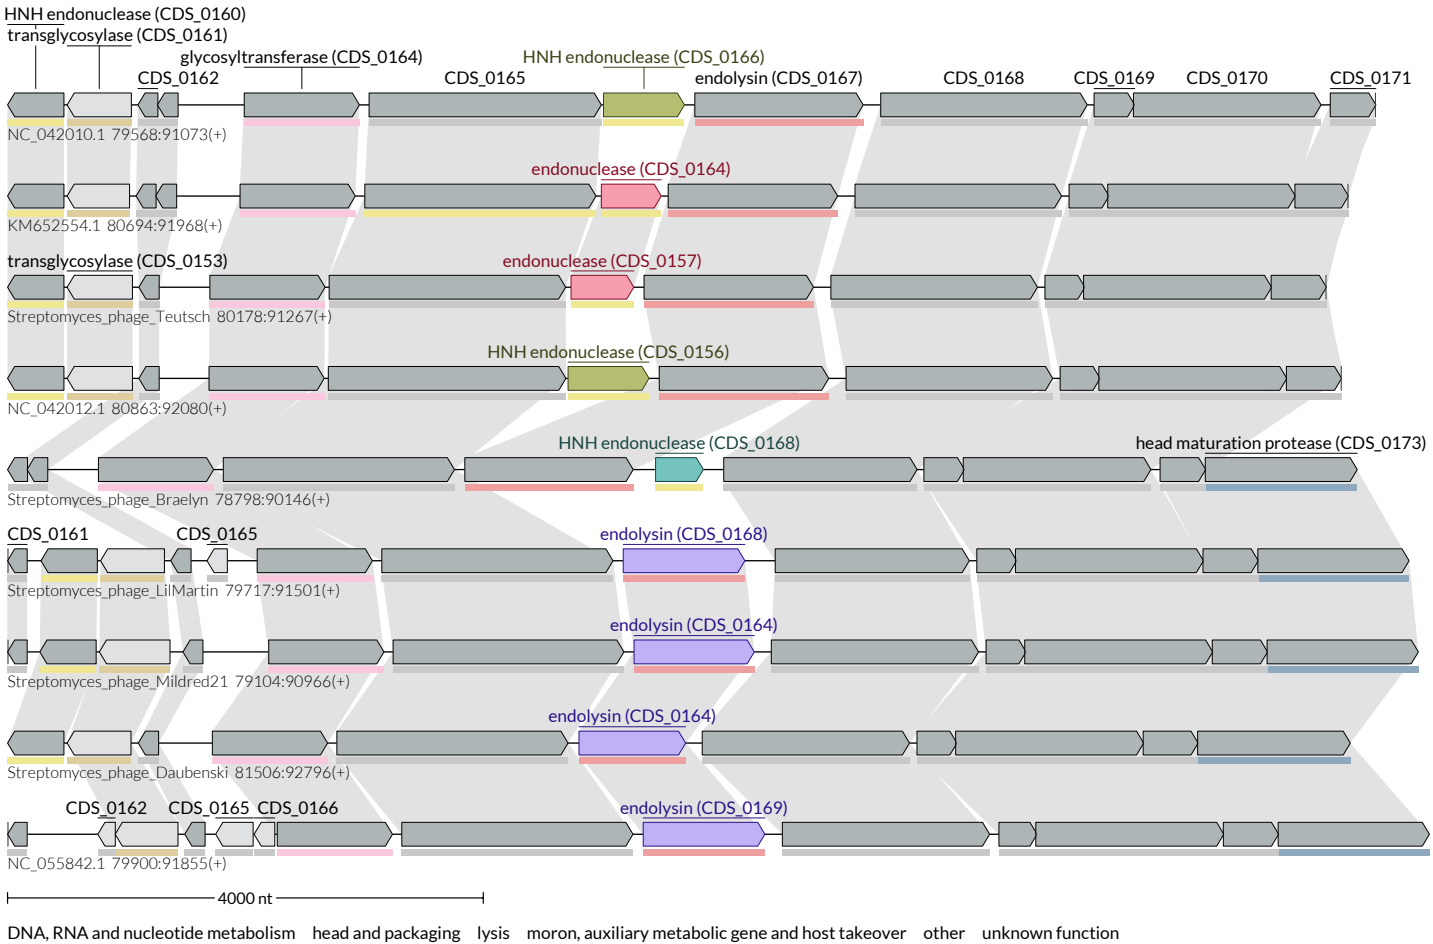 HNH endonuclease (CDS_0160)
transglycosylase (CDS_0161)
glycosyltransferase (CDS_0164) HNH endonuclease (CDS_0166)
CDS_0162 CDS_0165 endolysin (CDS_0167) CDS_0168 CDS_0169 CDS_0170 CDS_0171
NC_042010.1 79568:91073(+)
endonuclease (CDS_0164)
KM652554.1 80694:91968(+)
transglycosylase (CDS_0153) endonuclease (CDS_0157)
Streptomyces_phage_Teutsch 80178:91267(+)
HNH endonuclease (CDS_0156)
NC_042012.1 80863:92080(+)
HNH endonuclease (CDS_0168) head maturation protease (CDS_0173)
Streptomyces_phage_Braelyn 78798:90146(+)
CDS_0161 CDS_0165 endolysin (CDS_0168)
Streptomyces_phage_LilMartin 79717:91501(+)
endolysin (CDS_0164)
Streptomyces_phage_Mildred21 79104:90966(+)
endolysin (CDS_0164)
Streptomyces_phage_Daubenski 81506:92796(+)
CDS_0162 CDS_0165 CDS_0166 endolysin (CDS_0169)
NC_055842.1 79900:91855(+)
4000 nt
DNA, RNA and nucleotide metabolism head and packaging lysis moron, auxiliary metabolic gene and host takeover other unknown function